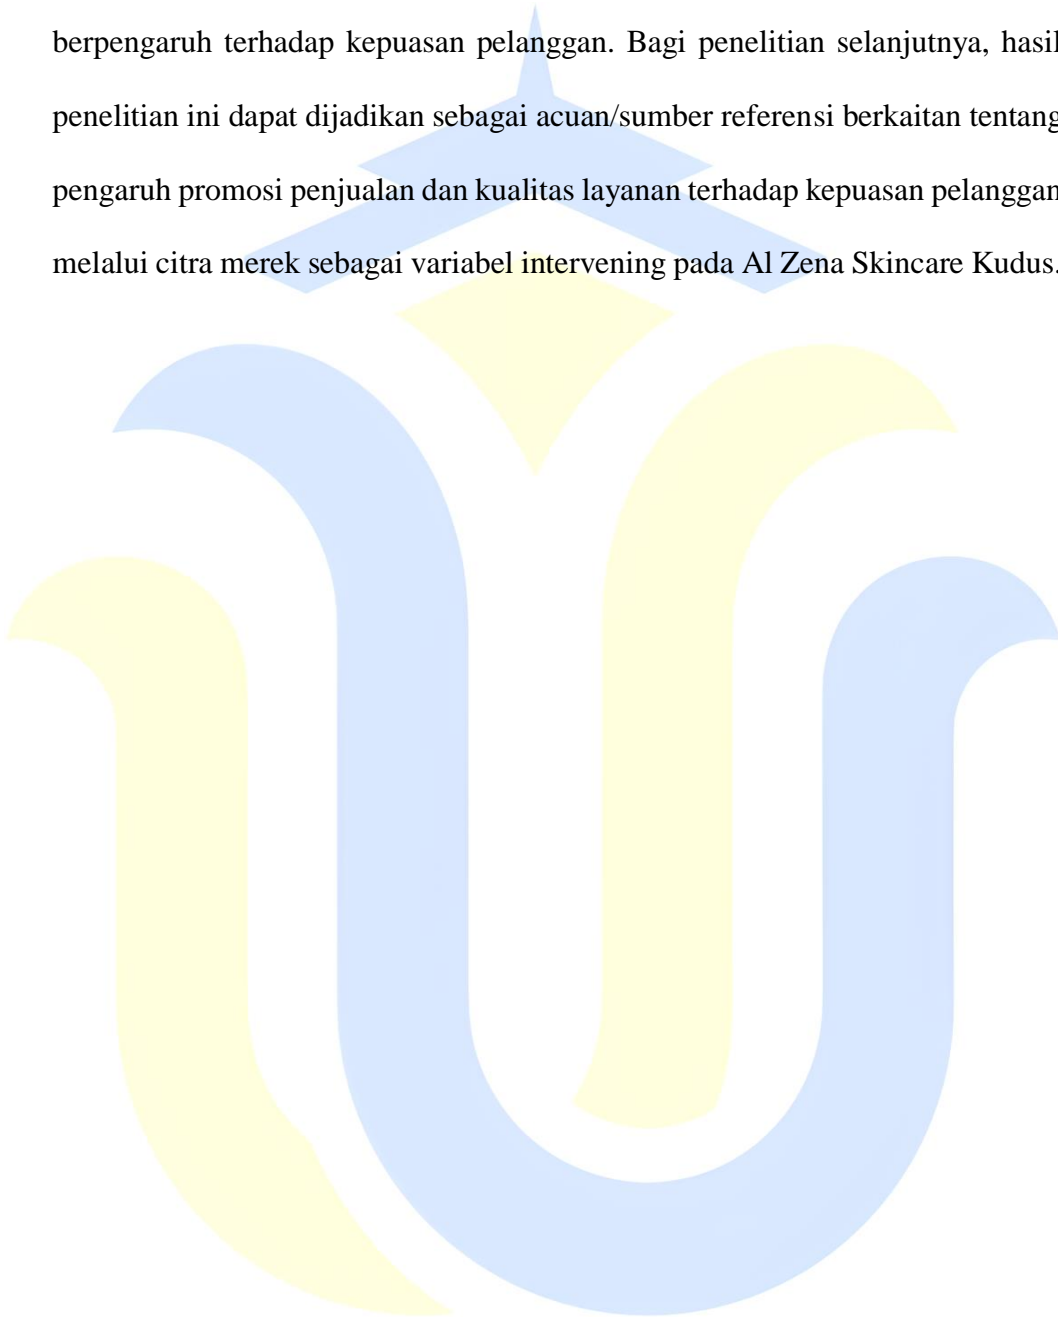 berpengaruh terhadap kepuasan pelanggan. Bagi penelitian selanjutnya, hasil
penelitian ini dapat dijadikan sebagai acuan/sumber referensi berkaitan tentang
pengaruh promosi penjualan dan kualitas layanan terhadap kepuasan pelanggan
melalui citra merek sebagai variabel intervening pada Al Zena Skincare Kudus.